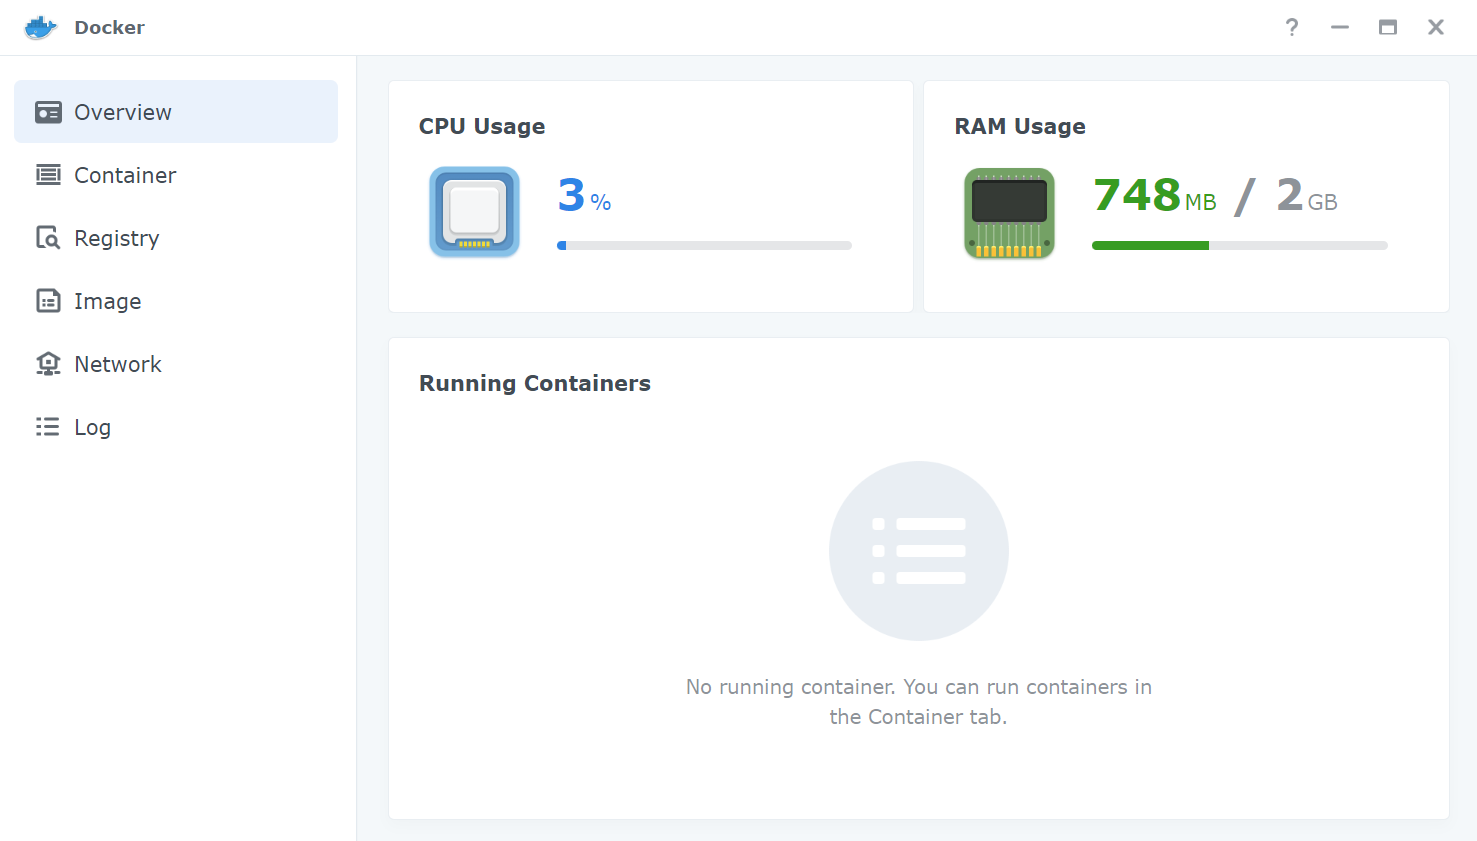 Docker
Overview
Container
Registry
Image
Network
Log
CPU Usage
3 %
RAM Usage
748 MB / 2 GB
Running Containers
No running container. You can run containers in
the Container tab.